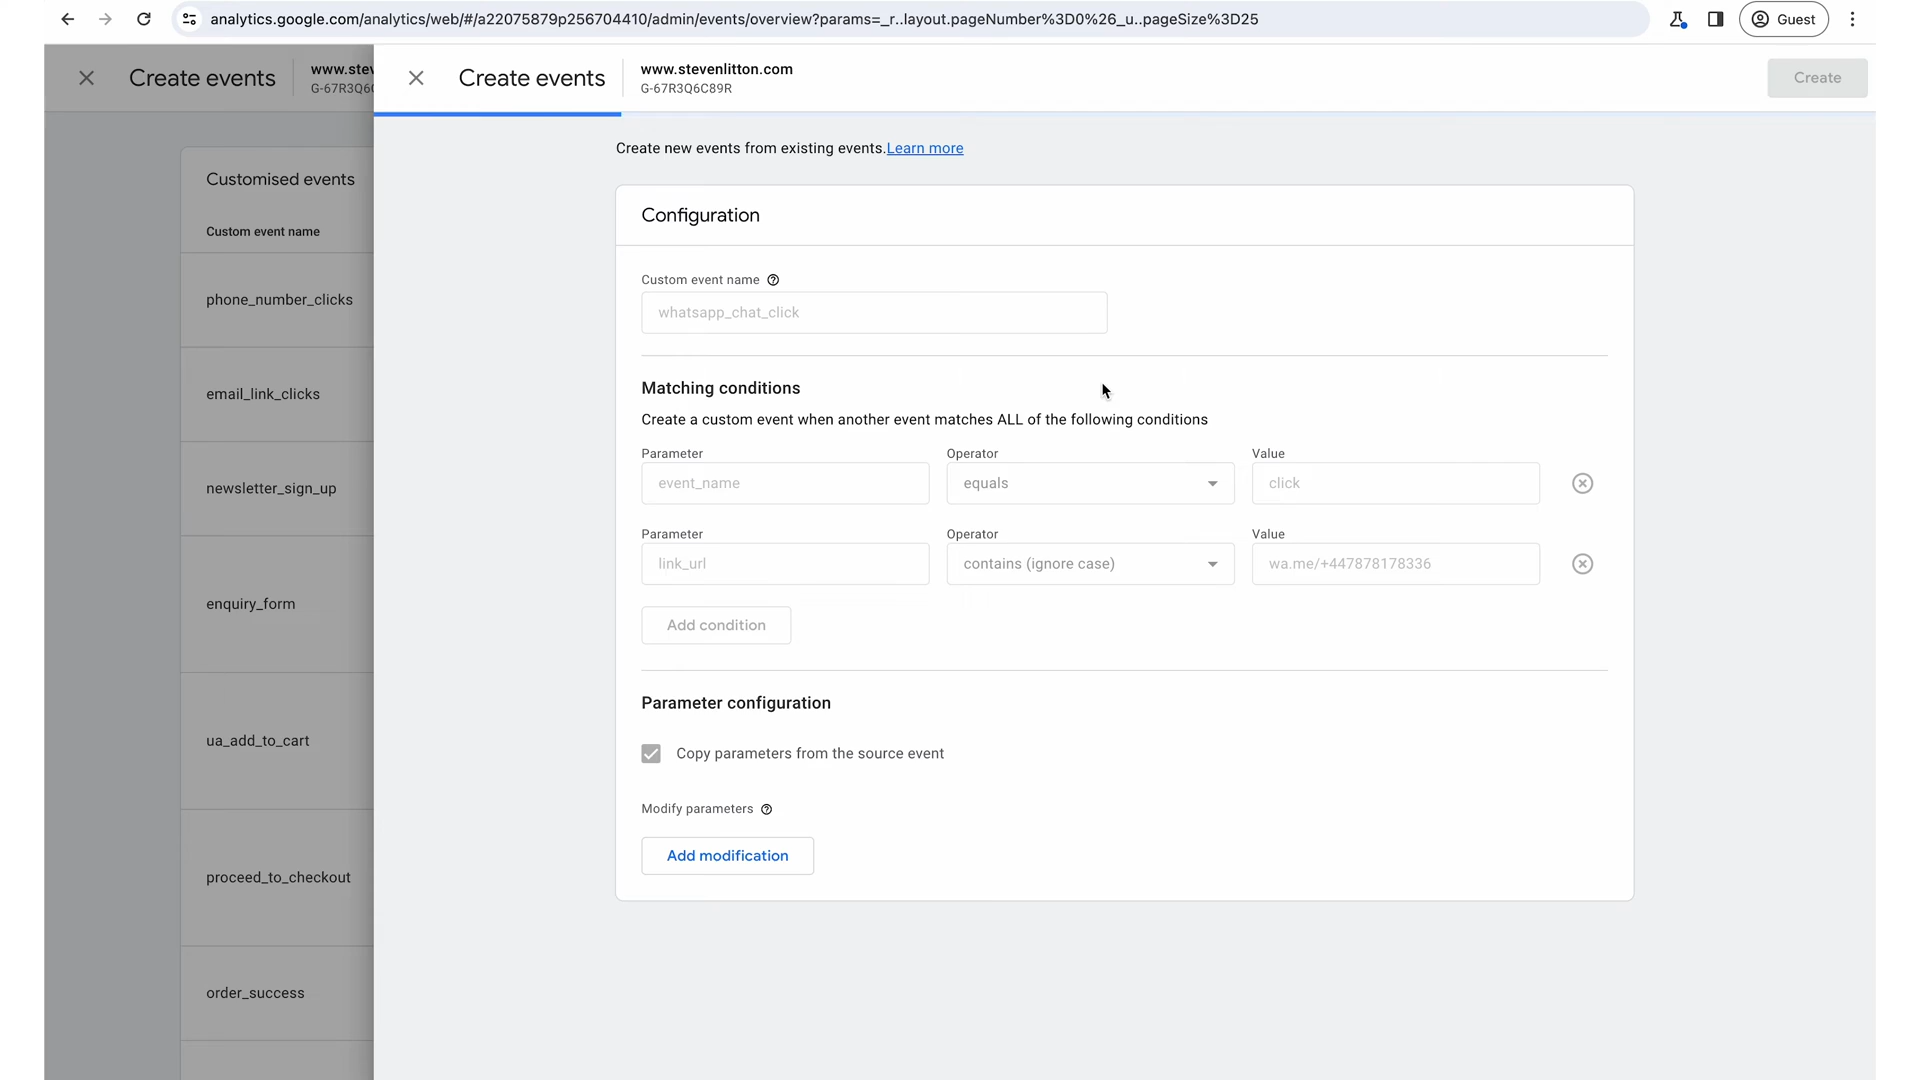 analytics.google.com/analytics/web/#/a22075879p256704410/admin/events/overview?params=_r..layout.pageNumber%3D0%26_u..pageSize%3D25
Guest
Create events
www.stev
G-67R3Q6C
Create events
www.stevenlitton.com
G-67R3Q6C89R
Create
Create new events from existing events.Learn more
Customised events
Custom event name
phone_number_clicks
email_link_clicks
newsletter_sign_up
enquiry_form
ua_add_to_cart
proceed_to_checkout
order_success
Configuration
Custom event name
whatsapp_chat_click
Matching conditions
Create a custom event when another event matches ALL of the following conditions
Parameter Operator Value
event_name equals click
Parameter Operator Value
link_url contains (ignore case) wa.me/+447878178336
Add condition
Parameter configuration
Copy parameters from the source event
Modify parameters
Add modification